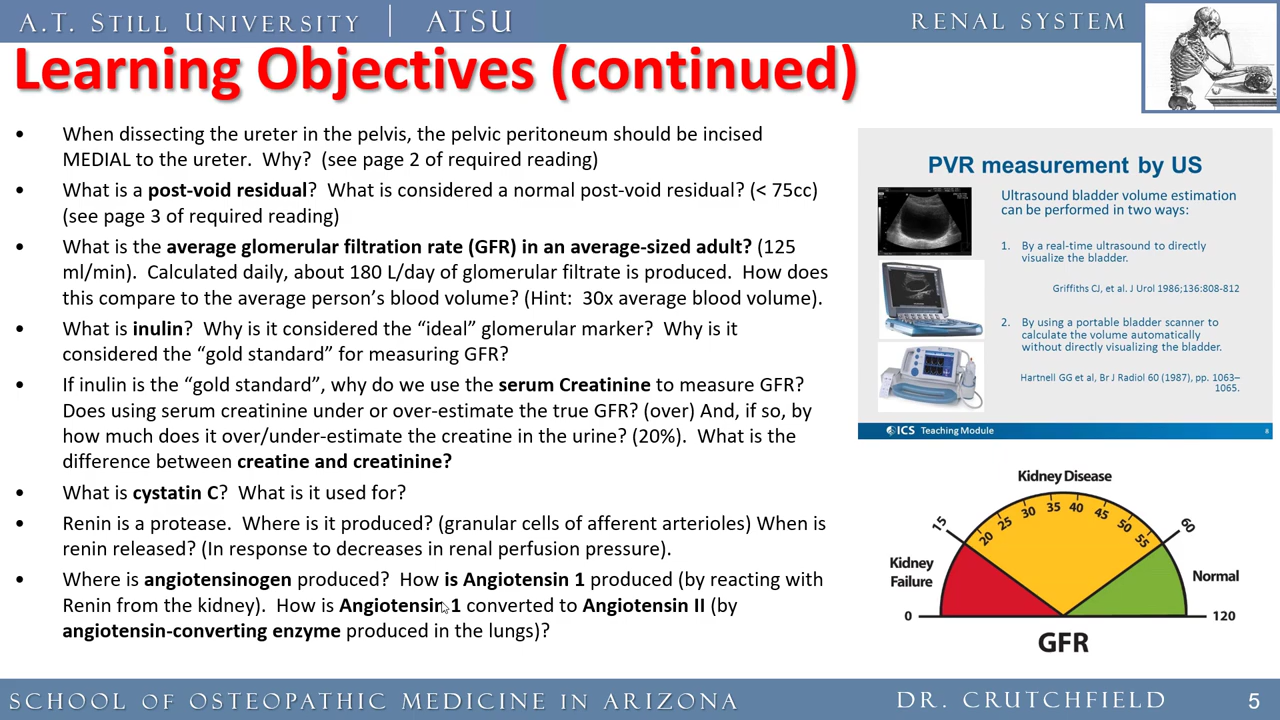 A.T. STILL UNIVERSITY | ATSU
RENAL SYSTEM
Learning Objectives (continued)
• When dissecting the ureter in the pelvis, the pelvic peritoneum should be incised
MEDIAL to the ureter. Why? (see page 2 of required reading)
• What is a post-void residual? What is considered a normal post-void residual? (< 75cc)
(see page 3 of required reading)
• What is the average glomerular filtration rate (GFR) in an average-sized adult? (125
ml/min). Calculated daily, about 180 L/day of glomerular filtrate is produced. How does
this compare to the average person's blood volume? (Hint: 30x average blood volume).
• What is inulin? Why is it considered the "ideal" glomerular marker? Why is it
considered the "gold standard" for measuring GFR?
• If inulin is the "gold standard", why do we use the serum Creatinine to measure GFR?
Does using serum creatinine under or over-estimate the true GFR? (over) And, if so, by
how much does it over/under-estimate the creatine in the urine? (20%). What is the
difference between creatine and creatinine?
• What is cystatin C? What is it used for?
• Renin is a protease. Where is it produced? (granular cells of afferent arterioles) When is
renin released? (In response to decreases in renal perfusion pressure).
• Where is angiotensinogen produced? How is Angiotensin 1 produced (by reacting with
Renin from the kidney). How is Angiotensin 1 converted to Angiotensin II (by
angiotensin-converting enzyme produced in the lungs)?
PVR measurement by US
Ultrasound bladder volume estimation
can be performed in two ways:
1. By a real-time ultrasound to directly
visualize the bladder.
Griffiths CJ, et al. J Urol 1986;136:808-812
2. By using a portable bladder scanner to
calculate the volume automatically
without directly visualizing the bladder.
Hartnell GG et al, Br J Radiol 60 (1987), pp. 1063–
1065.
ICS Teaching Module
8
Kidney Disease
15 20 25 30 35 40 45 50 55 60
Kidney
Failure
Normal
0
120
GFR
SCHOOL OF OSTEOPATHIC MEDICINE IN ARIZONA
DR. CRUTCHFIELD
5